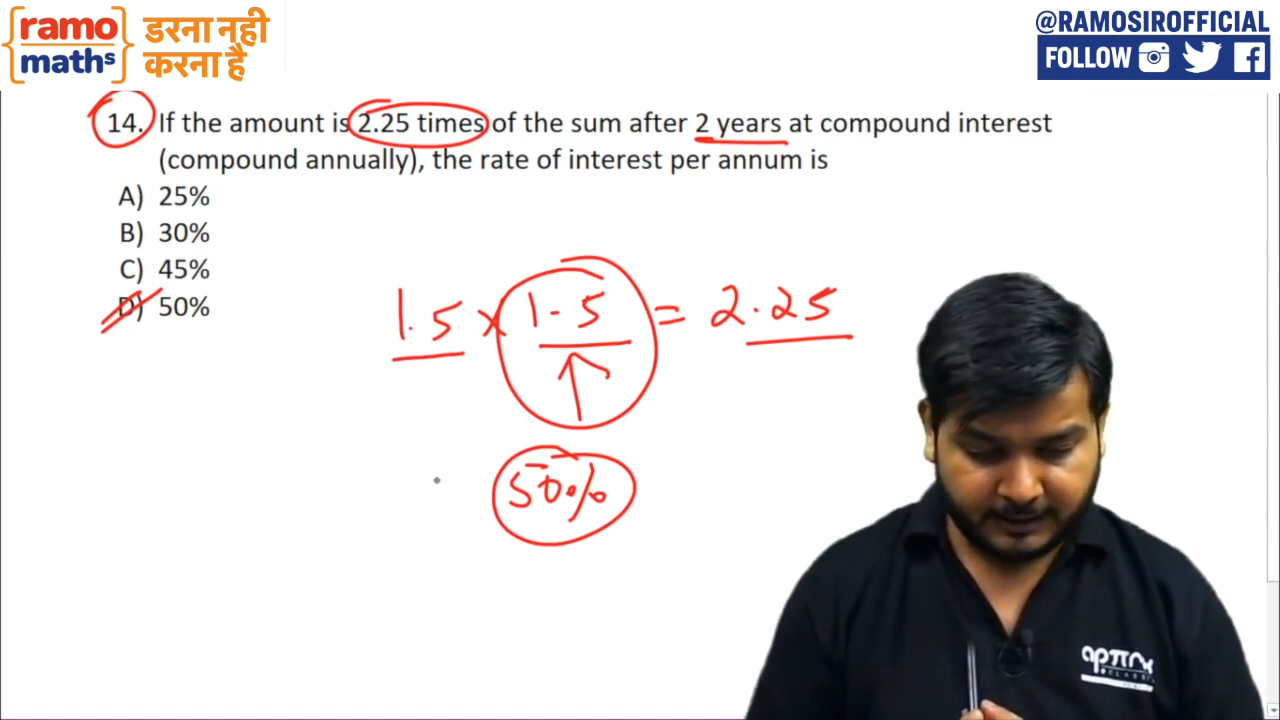 ramo
maths
डरना नही
करना है
@RAMOSIROFFICIAL
FOLLOW
14. If the amount is 2.25 times of the sum after 2 years at compound interest
(compound annually), the rate of interest per annum is
A) 25%
B) 30%
C) 45%
D) 50%
1.5 × 1.5 = 2.25
50%